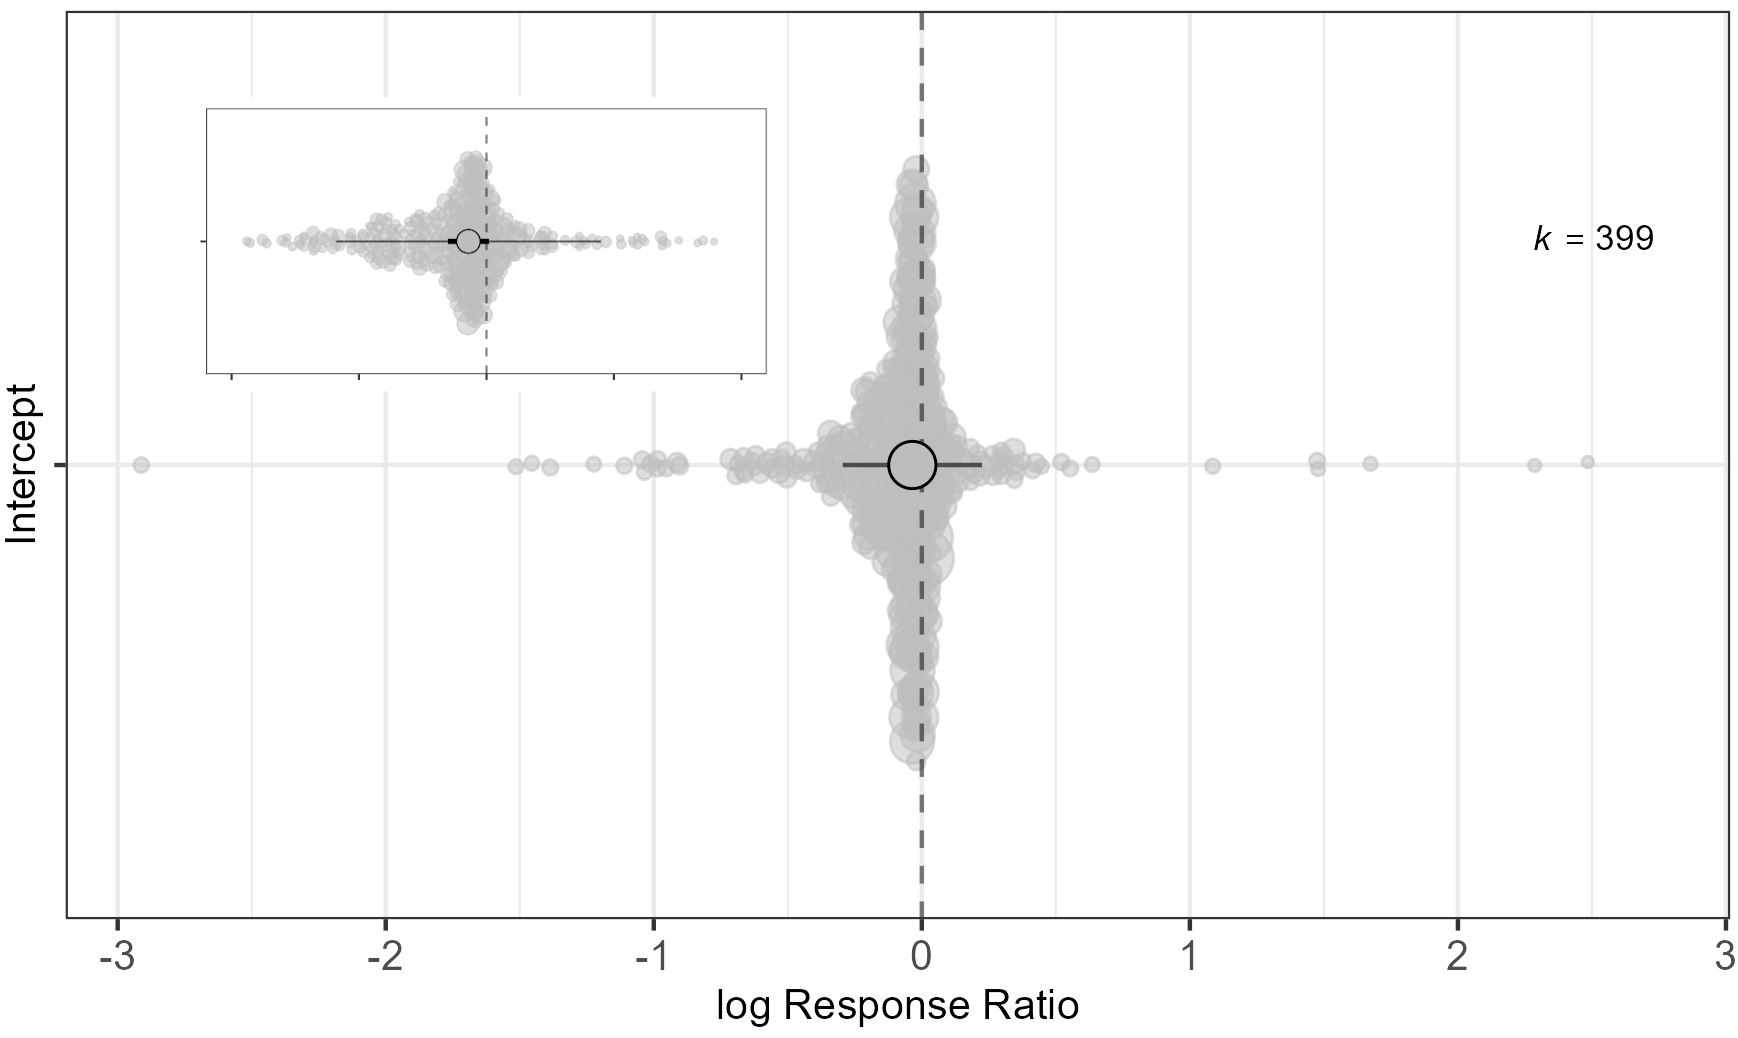 k = 399
Intercept
-3 -2 -1 0 1 2 3
log Response Ratio